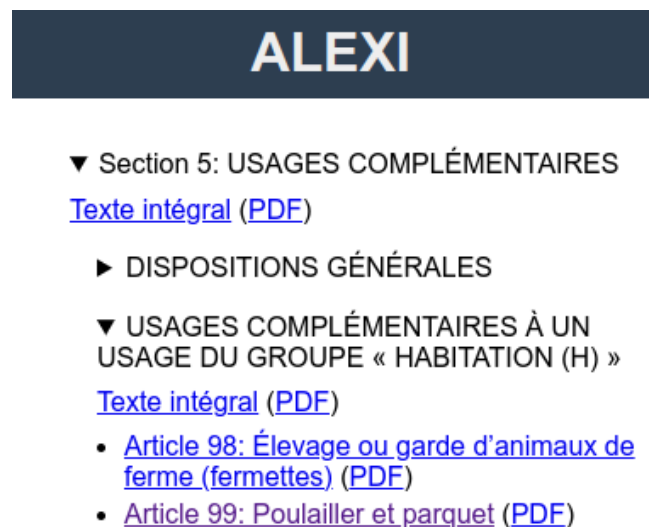 ALEXI
▼ Section 5: USAGES COMPLÉMENTAIRES
Texte intégral (PDF)
▶ DISPOSITIONS GÉNÉRALES
▼ USAGES COMPLÉMENTAIRES À UN
USAGE DU GROUPE « HABITATION (H) »
Texte intégral (PDF)
• Article 98: Élevage ou garde d’animaux de
ferme (fermettes) (PDF)
• Article 99: Poulailler et parquet (PDF)